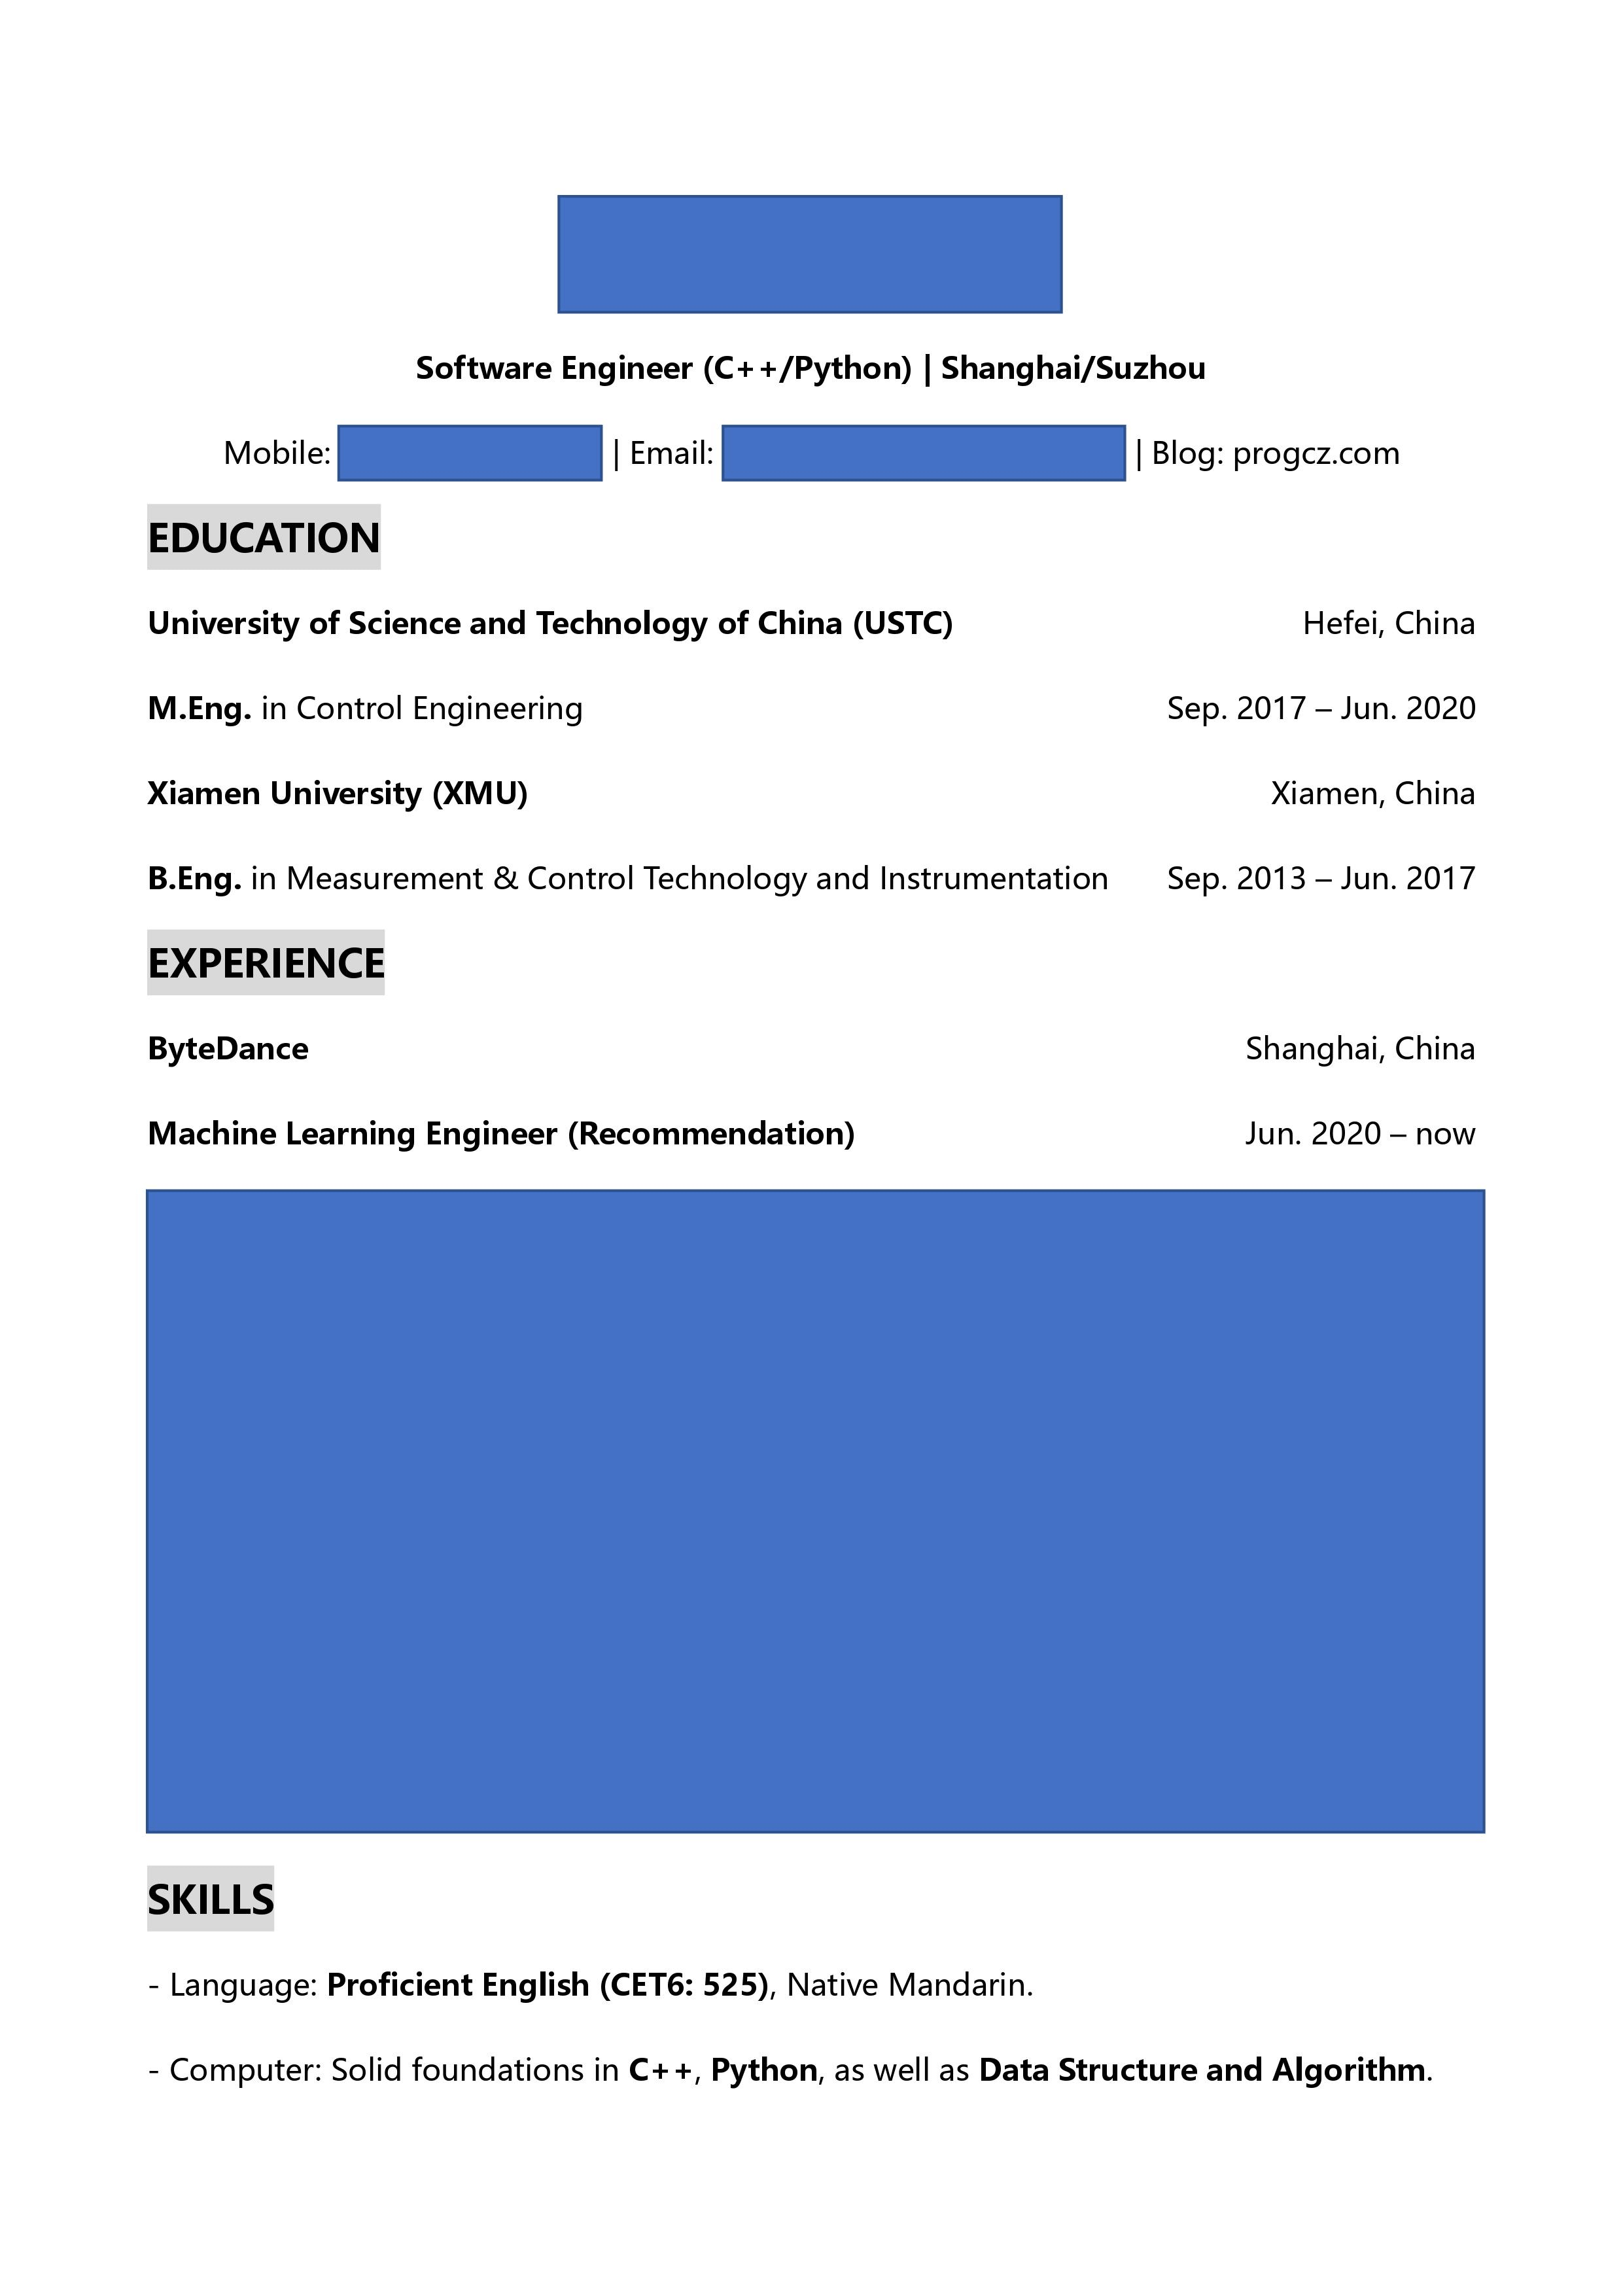 Software Engineer (C++/Python) | Shanghai/Suzhou
Mobile: | Email: | Blog: progcz.com
EDUCATION
University of Science and Technology of China (USTC) Hefei, China
M.Eng. in Control Engineering Sep. 2017 – Jun. 2020
Xiamen University (XMU) Xiamen, China
B.Eng. in Measurement & Control Technology and Instrumentation Sep. 2013 – Jun. 2017
EXPERIENCE
ByteDance Shanghai, China
Machine Learning Engineer (Recommendation) Jun. 2020 – now
SKILLS
- Language: Proficient English (CET6: 525), Native Mandarin.
- Computer: Solid foundations in C++, Python, as well as Data Structure and Algorithm.